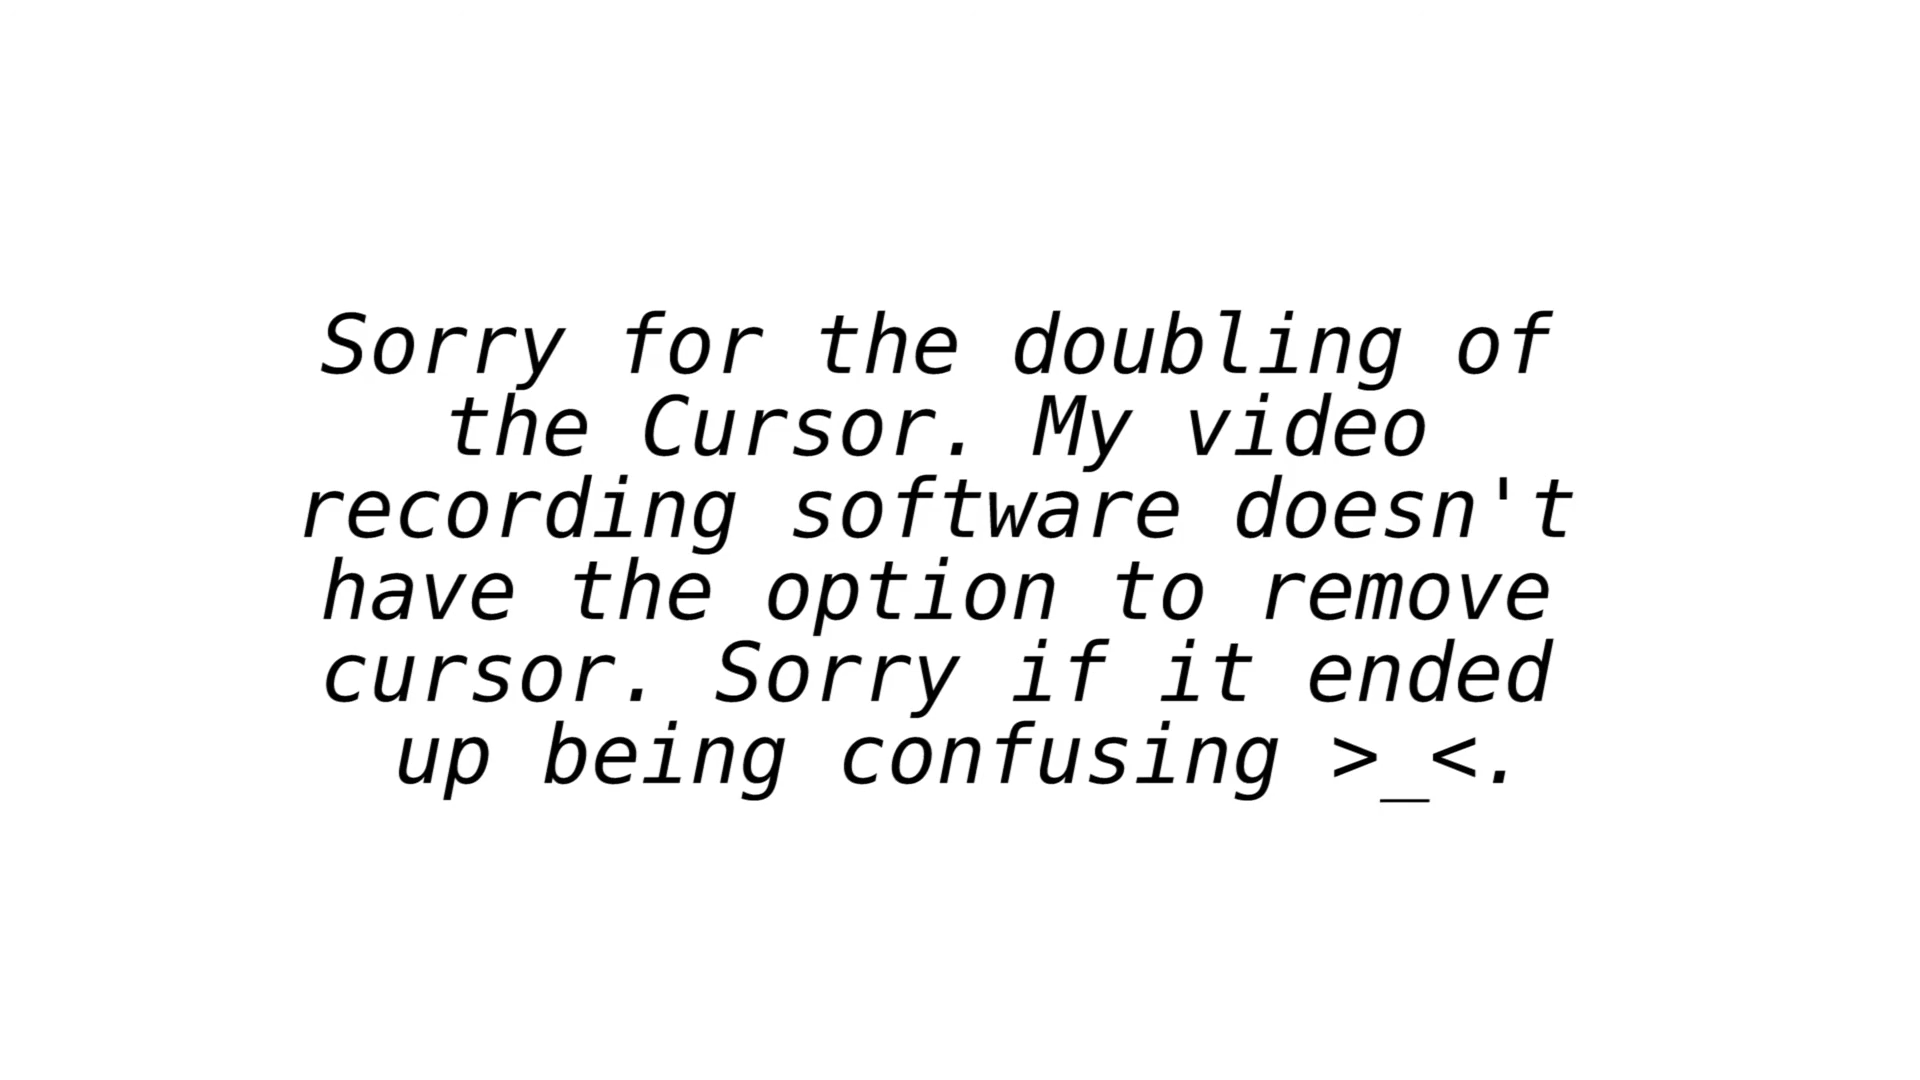 Sorry for the doubling of
the Cursor. My video
recording software doesn't
have the option to remove
cursor. Sorry if it ended
up being confusing >_<.